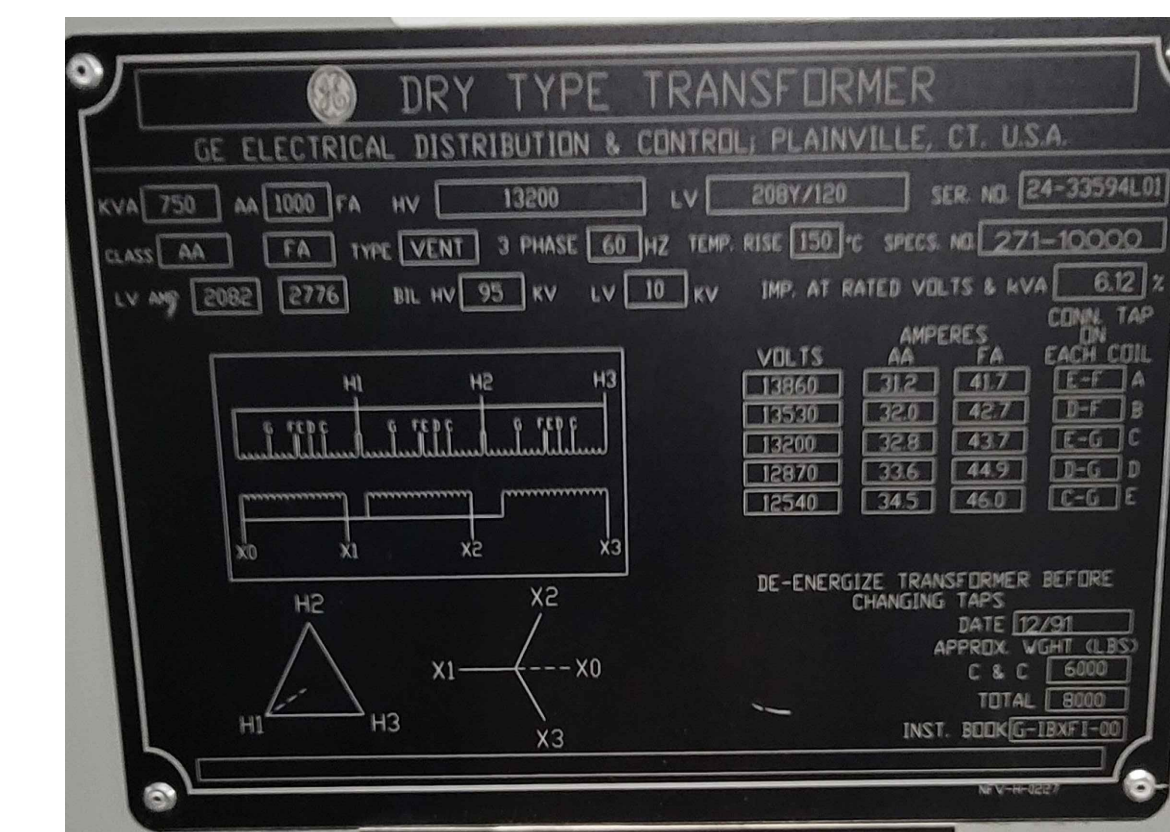 GE DRY TYPE TRANSFORMER
GE ELECTRICAL DISTRIBUTION & CONTROL; PLAINVILLE, CT. U.S.A.
KVA 750 AA 1000 FA HV 13200 LV 208Y/120 SER. NO. 24-33594L01
CLASS AA FA TYPE VENT 3 PHASE 60 HZ TEMP. RISE 150 °C SPECS. NO. 271-10000
LV AMP 2082 2776 BIL HV 95 KV LV 10 KV IMP. AT RATED VOLTS & kVA 6.12 %
CONN. TAP
AMPERES ON
VOLTS AA FA EACH COIL
13860 31.2 41.7 E-F A
13530 32.0 42.7 D-F B
13200 32.8 43.7 E-G C
12870 33.6 44.9 D-G D
12540 34.5 46.0 C-G E
H1 H2 H3
G F E D C G F E D C G F E D C
X0 X1 X2 X3
H2
H1 H3
X2
X1 X0
X3
DE-ENERGIZE TRANSFORMER BEFORE
CHANGING TAPS
DATE 12/91
APPROX. WGHT (LBS)
C & C 6000
TOTAL 8000
INST. BOOK G-IBXFI-00
NFV-H-0227